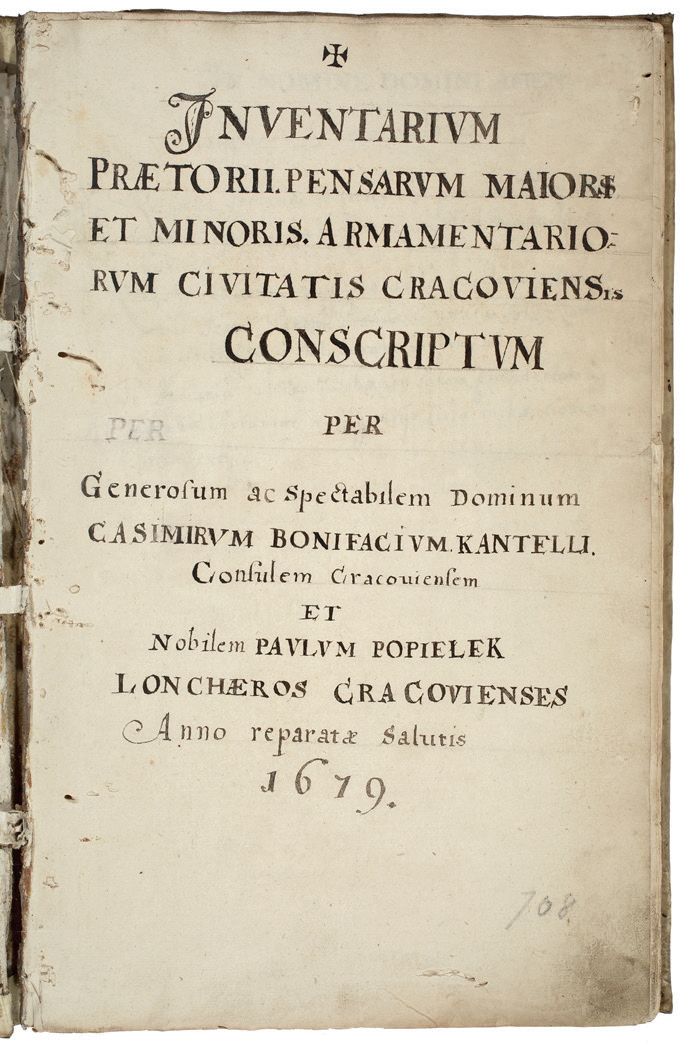 ✠
INVENTARIVM
PRÆTORII. PENSARVM MAIORIS
ET MINORIS. ARMAMENTARIO=
RVM CIVITATIS CRACOVIENSIS
CONSCRIPTVM
PER PER
Generoſum ac Spectabilem Dominum
CASIMIRVM BONIFACIVM. KANTELLI.
Conſulem Cracouienſem
ET
Nobilem PAVLVM POPIELEK
LONCHÆROS CRACOVIENSES
Anno reparatæ Salutis
1679.
708.